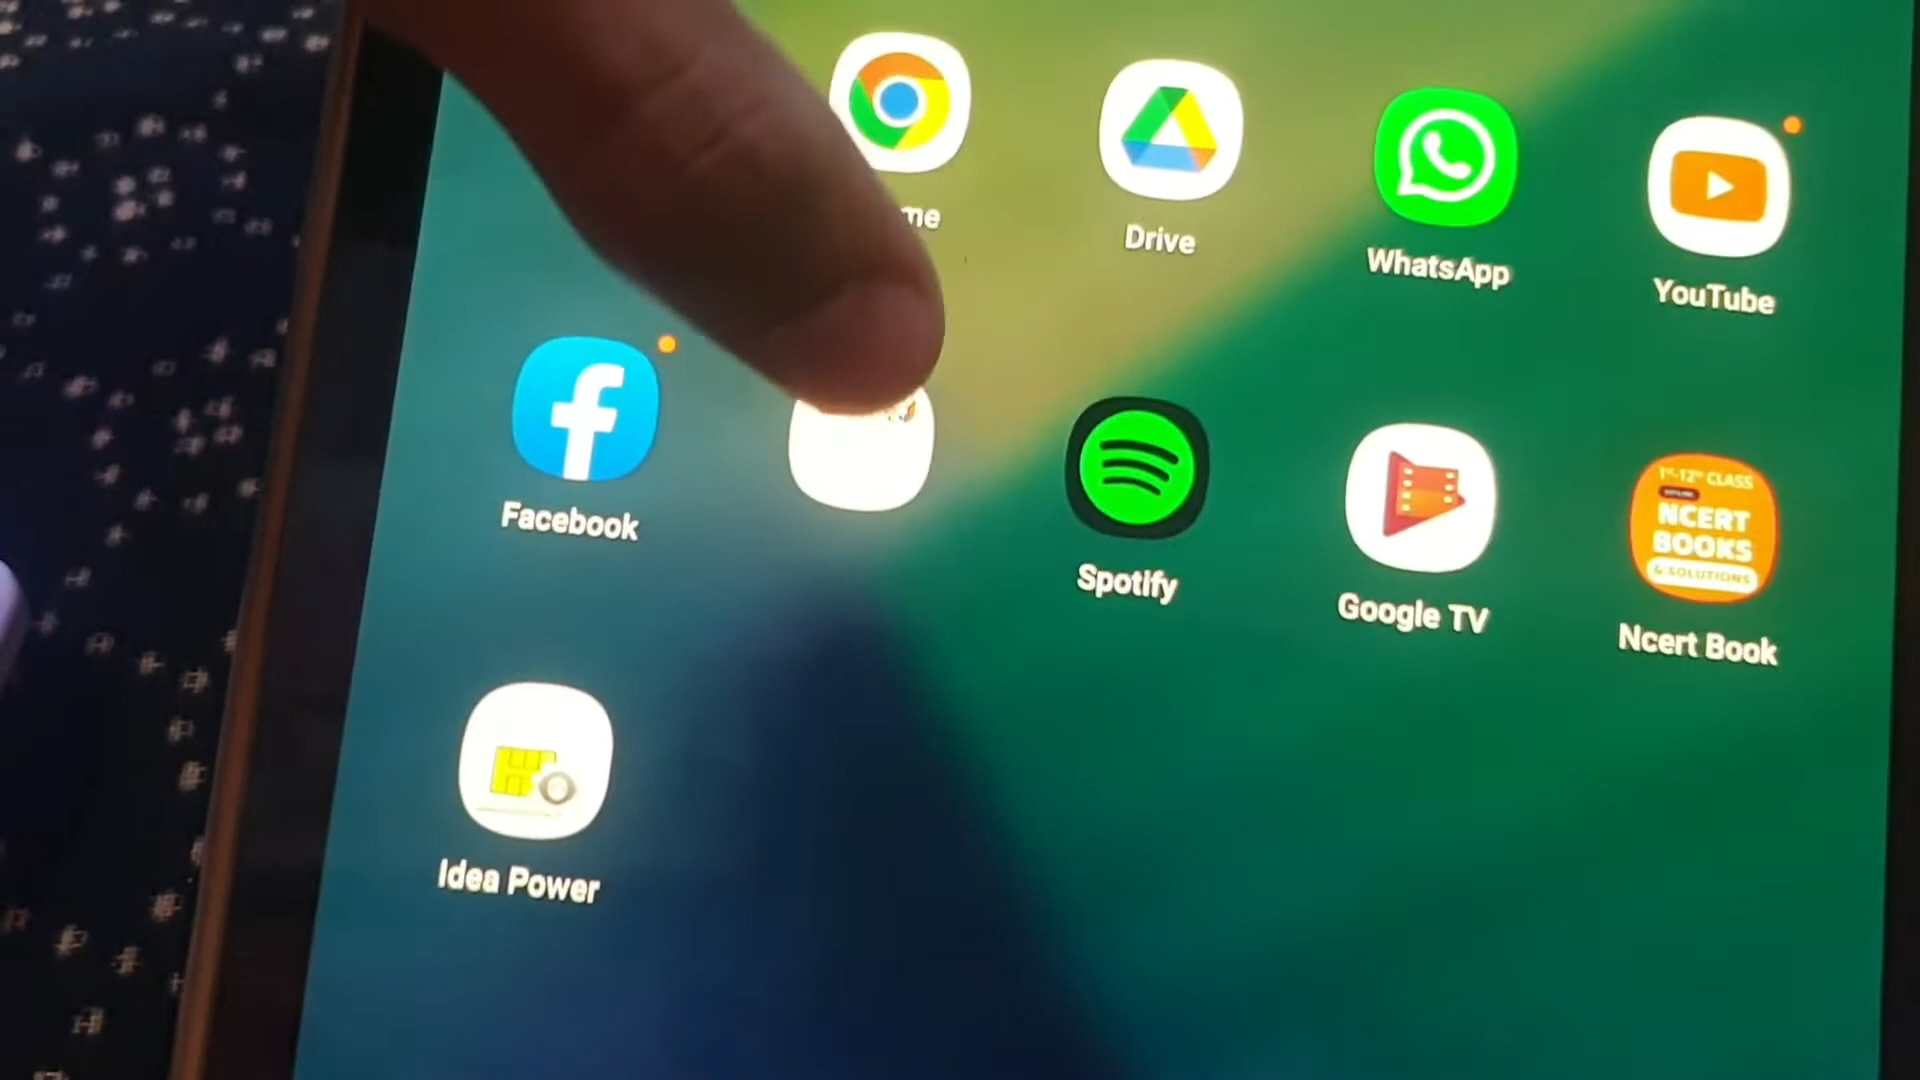 me
Drive
WhatsApp
YouTube
Facebook
Spotify
Google TV
1st-12th CLASS
NCERT
BOOKS
& SOLUTIONS
Ncert Book
Idea Power